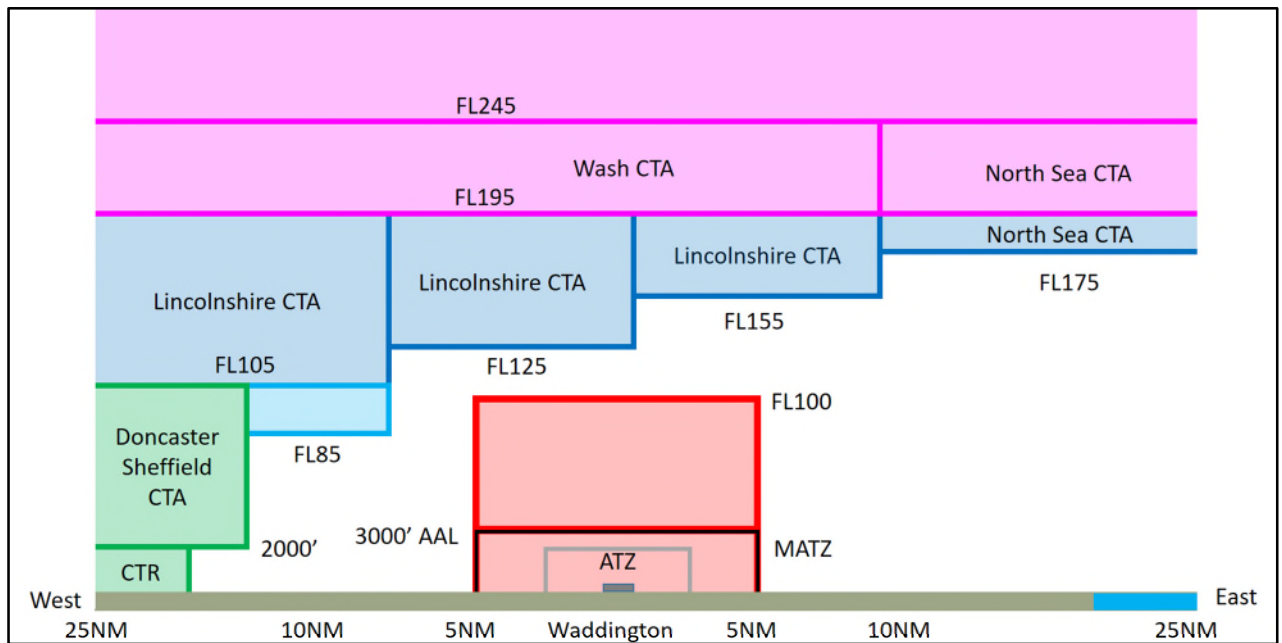 FL245
Wash CTA
North Sea CTA
FL195
North Sea CTA
Lincolnshire CTA
Lincolnshire CTA
Lincolnshire CTA
FL175
FL155
FL105
FL125
FL100
Doncaster
Sheffield
CTA
FL85
3000’ AAL
2000’
MATZ
ATZ
CTR
West
East
25NM
10NM
5NM
Waddington
5NM
10NM
25NM